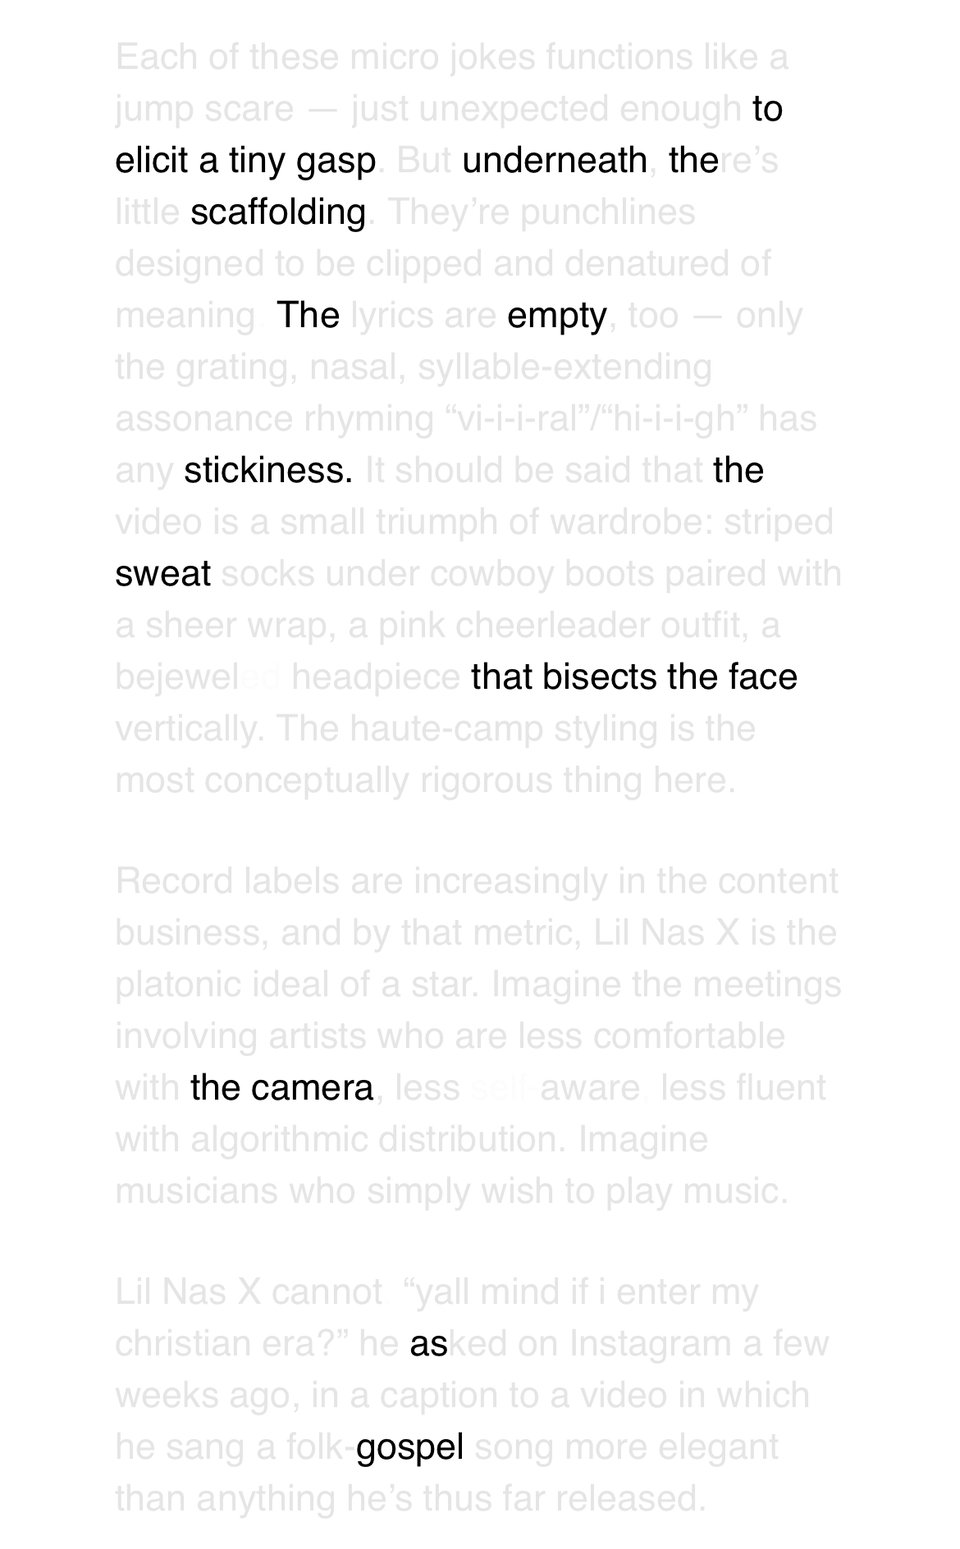 Each of these micro jokes functions like a
jump scare — just unexpected enough to
elicit a tiny gasp. But underneath, there’s
little scaffolding. They’re punchlines
designed to be clipped and denatured of
meaning. The lyrics are empty, too — only
the grating, nasal, syllable-extending
assonance rhyming “vi-i-i-ral”/“hi-i-i-gh” has
any stickiness. It should be said that the
video is a small triumph of wardrobe: striped
sweat socks under cowboy boots paired with
a sheer wrap, a pink cheerleader outfit, a
bejeweled headpiece that bisects the face
vertically. The haute-camp styling is the
most conceptually rigorous thing here.
Record labels are increasingly in the content
business, and by that metric, Lil Nas X is the
platonic ideal of a star. Imagine the meetings
involving artists who are less comfortable
with the camera, less self-aware, less fluent
with algorithmic distribution. Imagine
musicians who simply wish to play music.
Lil Nas X cannot. “yall mind if i enter my
christian era?” he asked on Instagram a few
weeks ago, in a caption to a video in which
he sang a folk-gospel song more elegant
than anything he’s thus far released.